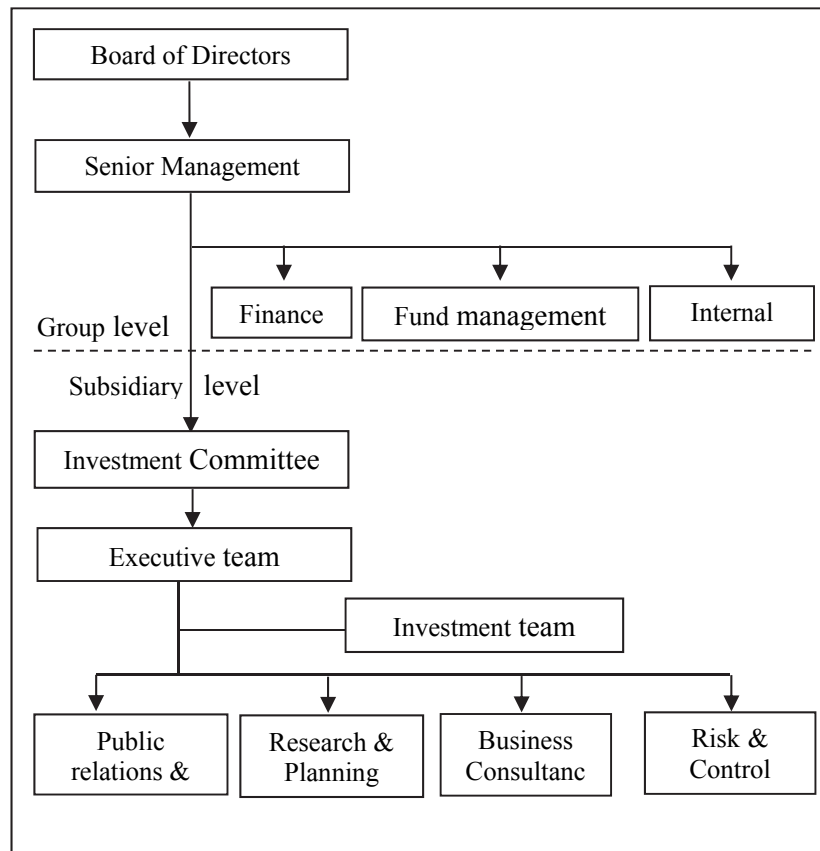 Board of Directors
Senior Management
Finance
Fund management
Internal
Group level
Subsidiary level
Investment Committee
Executive team
Investment team
Public
relations &
Research &
Planning
Business
Consultanc
Risk &
Control